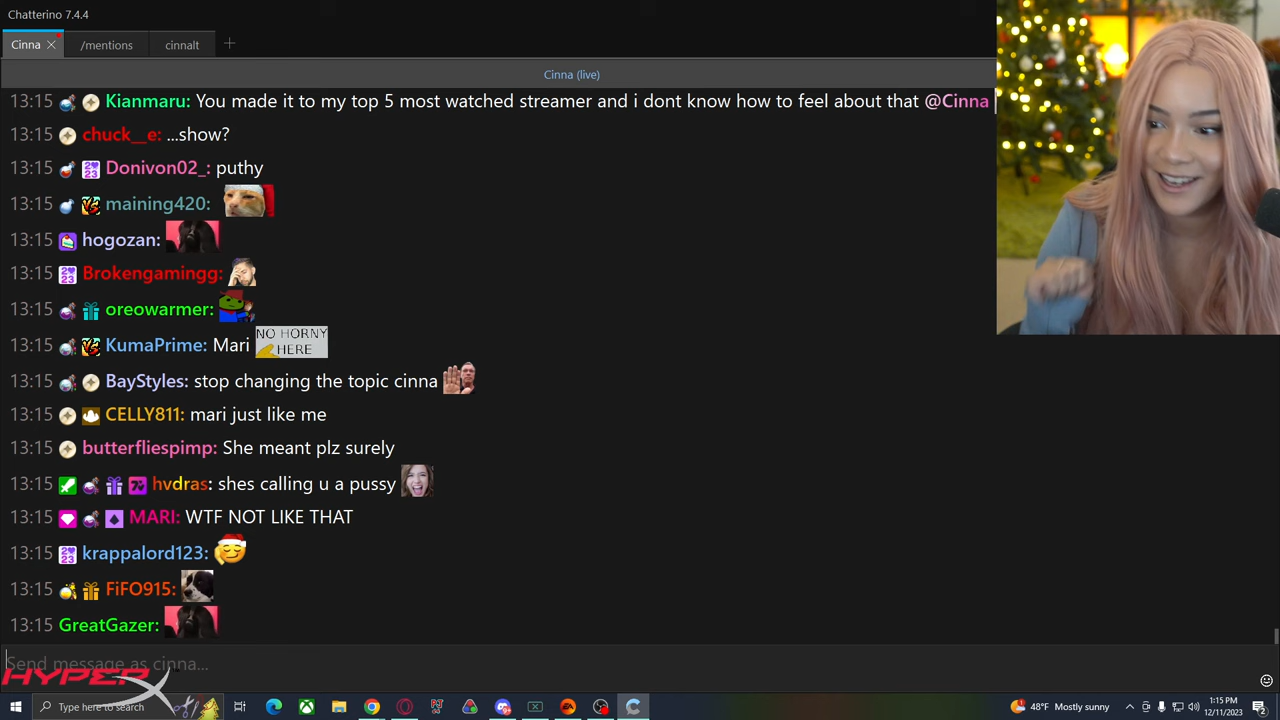 Chatterino 7.4.4
Cinna
/mentions
cinnalt
Cinna (live)
13:15 Kianmaru: You made it to my top 5 most watched streamer and i dont know how to feel about that @Cinna
13:15 chuck__e: ...show?
13:15 Donivon02_: puthy
13:15 maining420:
13:15 hogozan:
13:15 Brokengamingg:
13:15 oreowarmer:
13:15 KumaPrime: Mari NO HORNY HERE
13:15 BayStyles: stop changing the topic cinna
13:15 CELLY811: mari just like me
13:15 butterfliespimp: She meant plz surely
13:15 hvdras: shes calling u a pussy
13:15 MARI: WTF NOT LIKE THAT
13:15 krappalord123:
13:15 FiFO915:
13:15 GreatGazer:
Send message as cinna...
HYPERX
Type here to search
48°F Mostly sunny
1:15 PM
12/11/2023